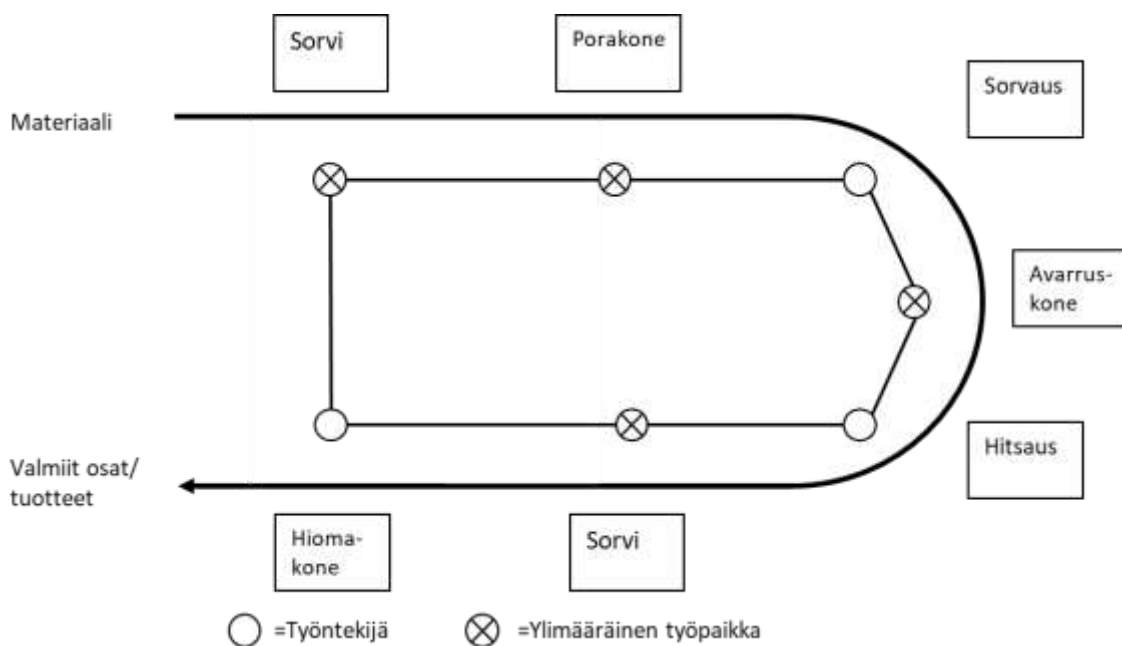 Sorvi
Porakone
Sorvaus
Materiaali
Avarrus-
kone
Hitsaus
Valmiit osat/
tuotteet
Hioma-
kone
Sorvi
=Työntekijä
=Ylimääräinen työpaikka